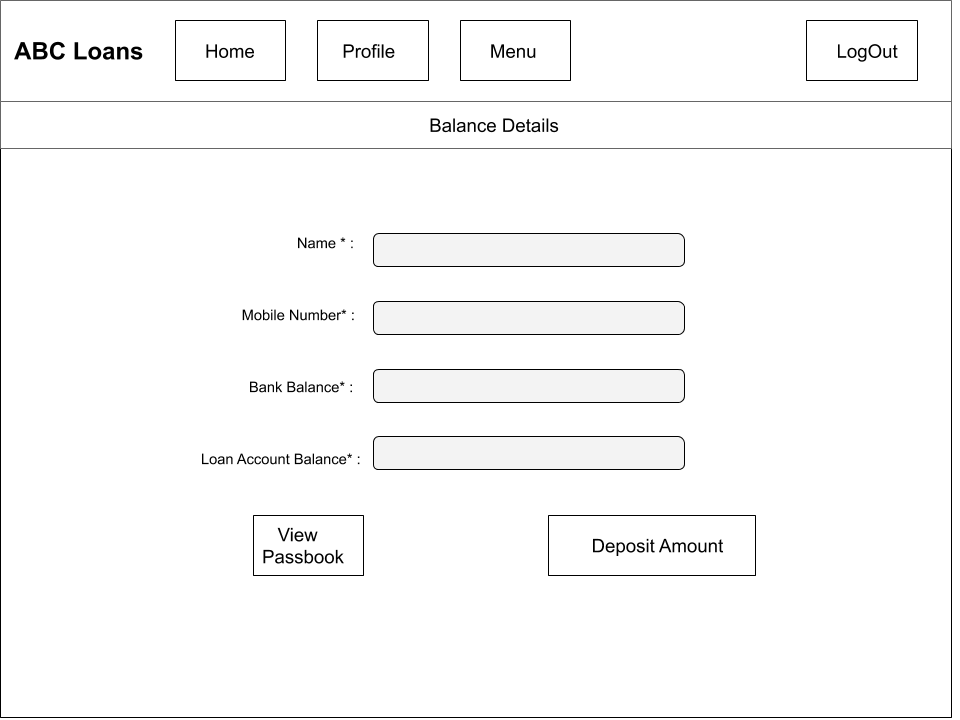 ABC Loans
Home
Profile
Menu
LogOut
Balance Details
Name * :
Mobile Number* :
Bank Balance* :
Loan Account Balance* :
View
Passbook
Deposit Amount